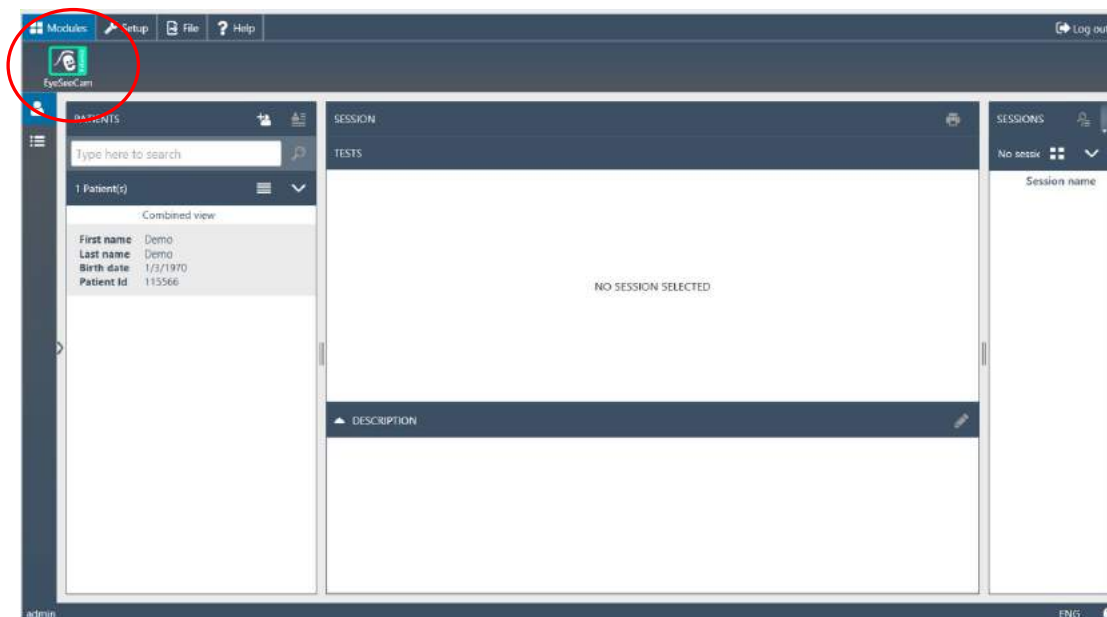 Modules Setup File ? Help Log out
EyeSeeCam
PATIENTS
Type here to search
1 Patient(s)
Combined view
First name Demo
Last name Demo
Birth date 1/3/1970
Patient Id 115566
SESSION
TESTS
NO SESSION SELECTED
DESCRIPTION
SESSIONS
No sessic
Session name
admin ENG